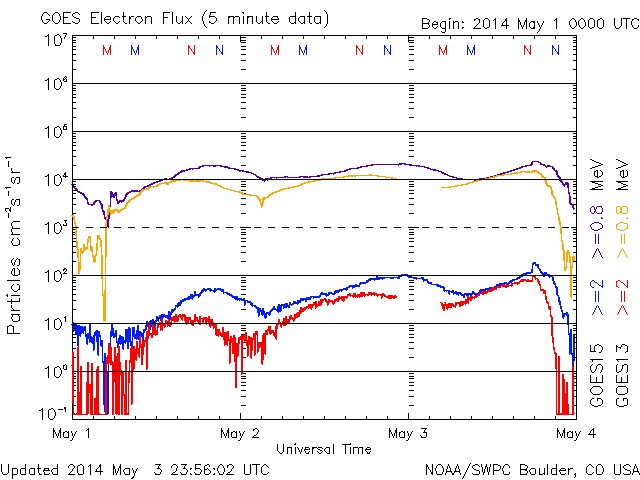 GOES Electron Flux (5 minute data)
Begin: 2014 May 1 0000 UTC
M M N N M M N N M M N N
10⁷
10⁶
10⁵
10⁴
10³
10²
10¹
10⁰
10⁻¹
Particles cm⁻²s⁻¹sr⁻¹
May 1 May 2 May 3 May 4
Universal Time
GOES15 >=2 >=0.8 MeV
GOES13 >=2 >=0.8 MeV
Updated 2014 May 3 23:56:02 UTC
NOAA/SWPC Boulder, CO USA